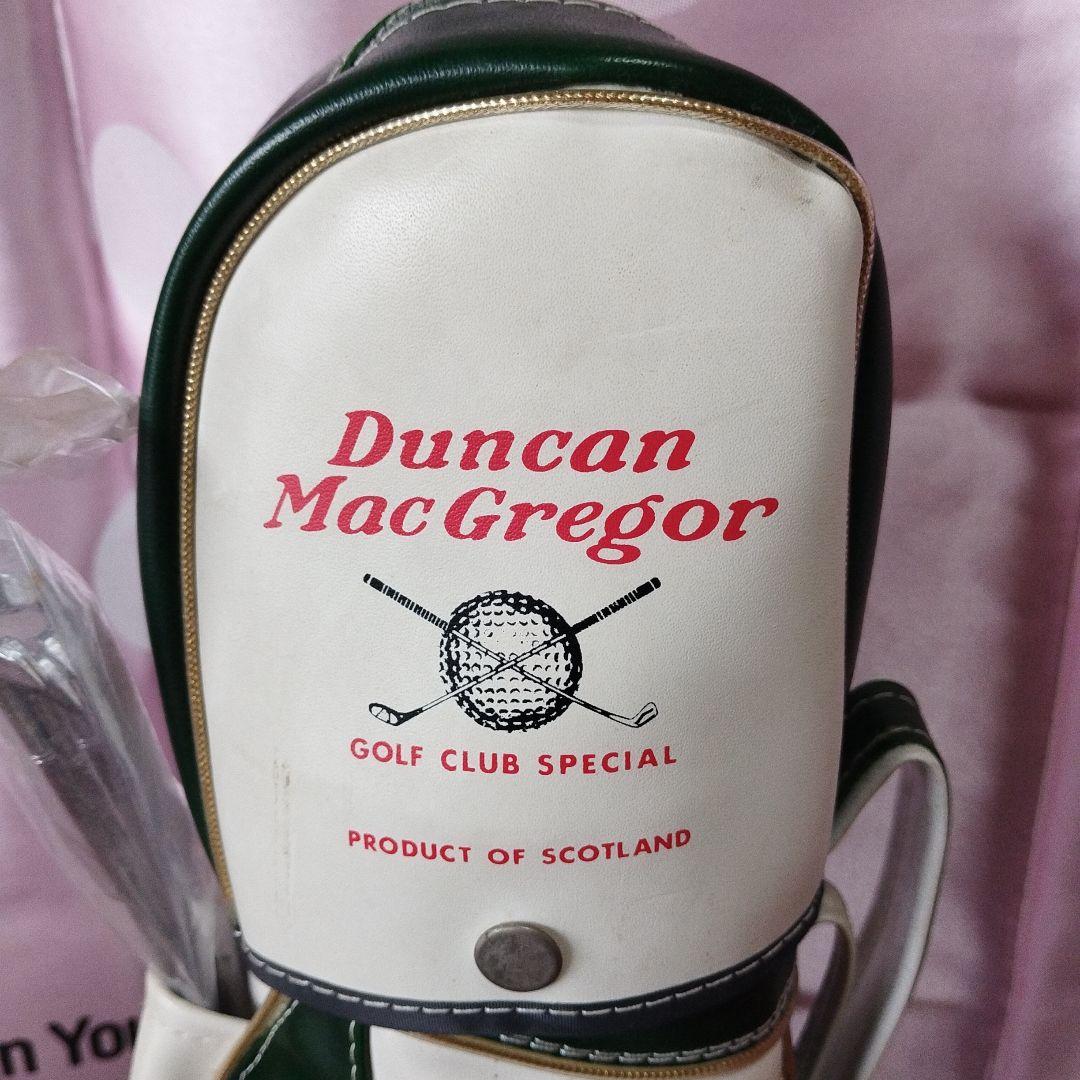 Duncan
MacGregor
GOLF CLUB SPECIAL
PRODUCT OF SCOTLAND